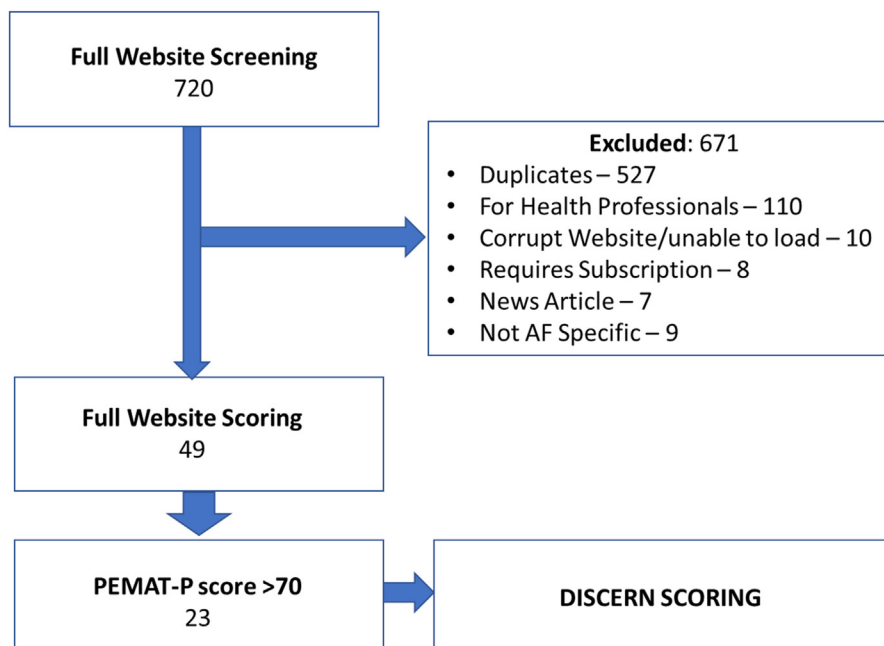 Full Website Screening
720
Excluded: 671
• Duplicates – 527
• For Health Professionals – 110
• Corrupt Website/unable to load – 10
• Requires Subscription – 8
• News Article – 7
• Not AF Specific – 9
Full Website Scoring
49
PEMAT-P score >70
23
DISCERN SCORING